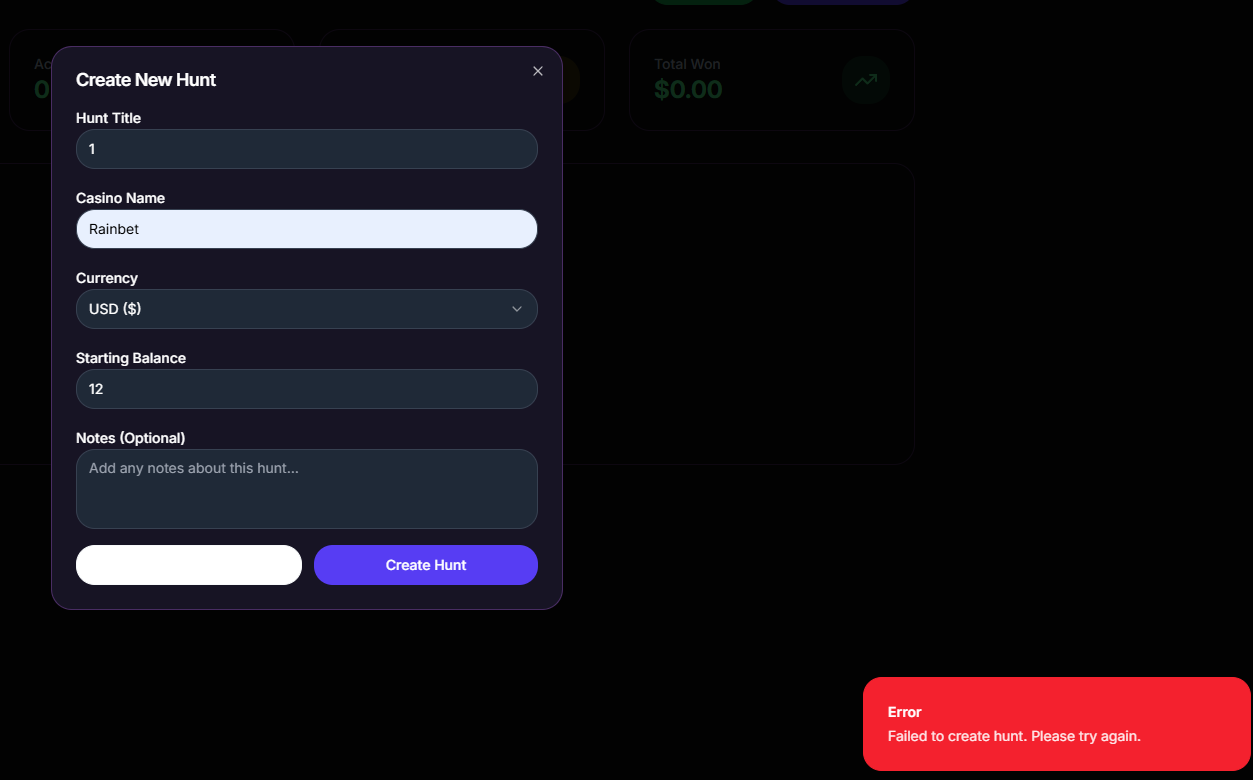 Ac
0
Total Won
$0.00
Create New Hunt
Hunt Title
1
Casino Name
Rainbet
Currency
USD ($)
Starting Balance
12
Notes (Optional)
Add any notes about this hunt...
Create Hunt
Error
Failed to create hunt. Please try again.